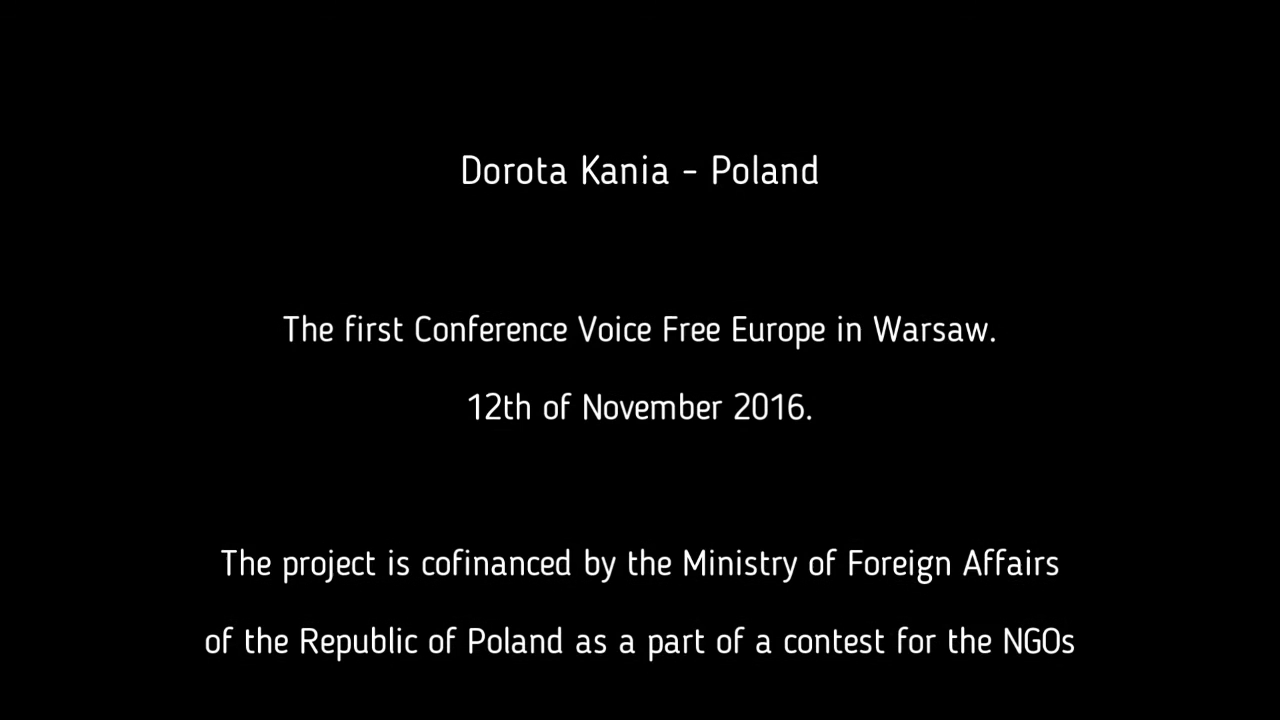 Dorota Kania - Poland
The first Conference Voice Free Europe in Warsaw.
12th of November 2016.
The project is cofinanced by the Ministry of Foreign Affairs
of the Republic of Poland as a part of a contest for the NGOs